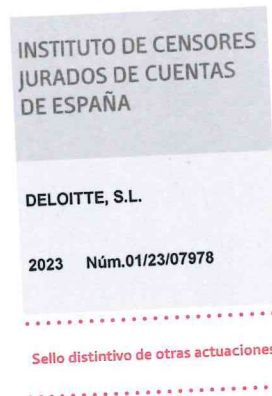 INSTITUTO DE CENSORES
JURADOS DE CUENTAS
DE ESPAÑA
DELOITTE, S.L.
2023 Núm.01/23/07978
Sello distintivo de otras actuaciones